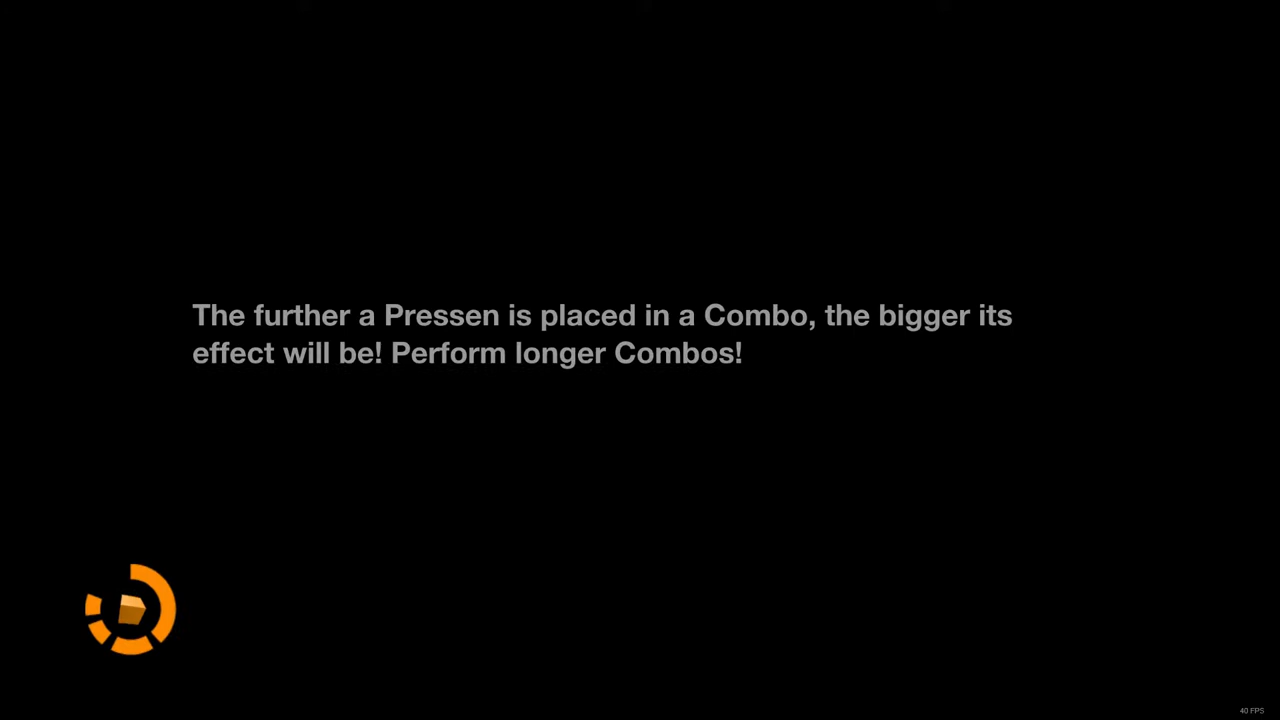 The further a Pressen is placed in a Combo, the bigger its
effect will be! Perform longer Combos!
40 FPS